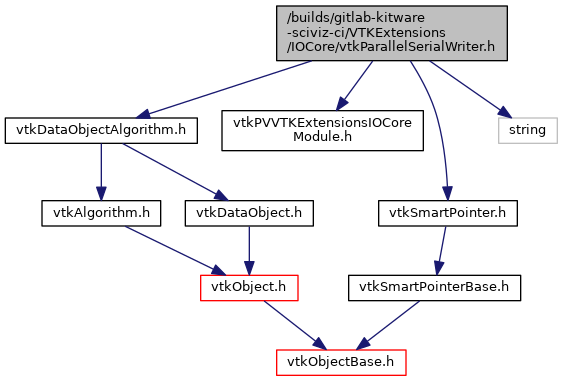 /builds/gitlab-kitware
-sciviz-ci/VTKExtensions
/IOCore/vtkParallelSerialWriter.h
vtkDataObjectAlgorithm.h
vtkPVVTKExtensionsIOCore
Module.h
string
vtkAlgorithm.h
vtkDataObject.h
vtkSmartPointer.h
vtkObject.h
vtkSmartPointerBase.h
vtkObjectBase.h